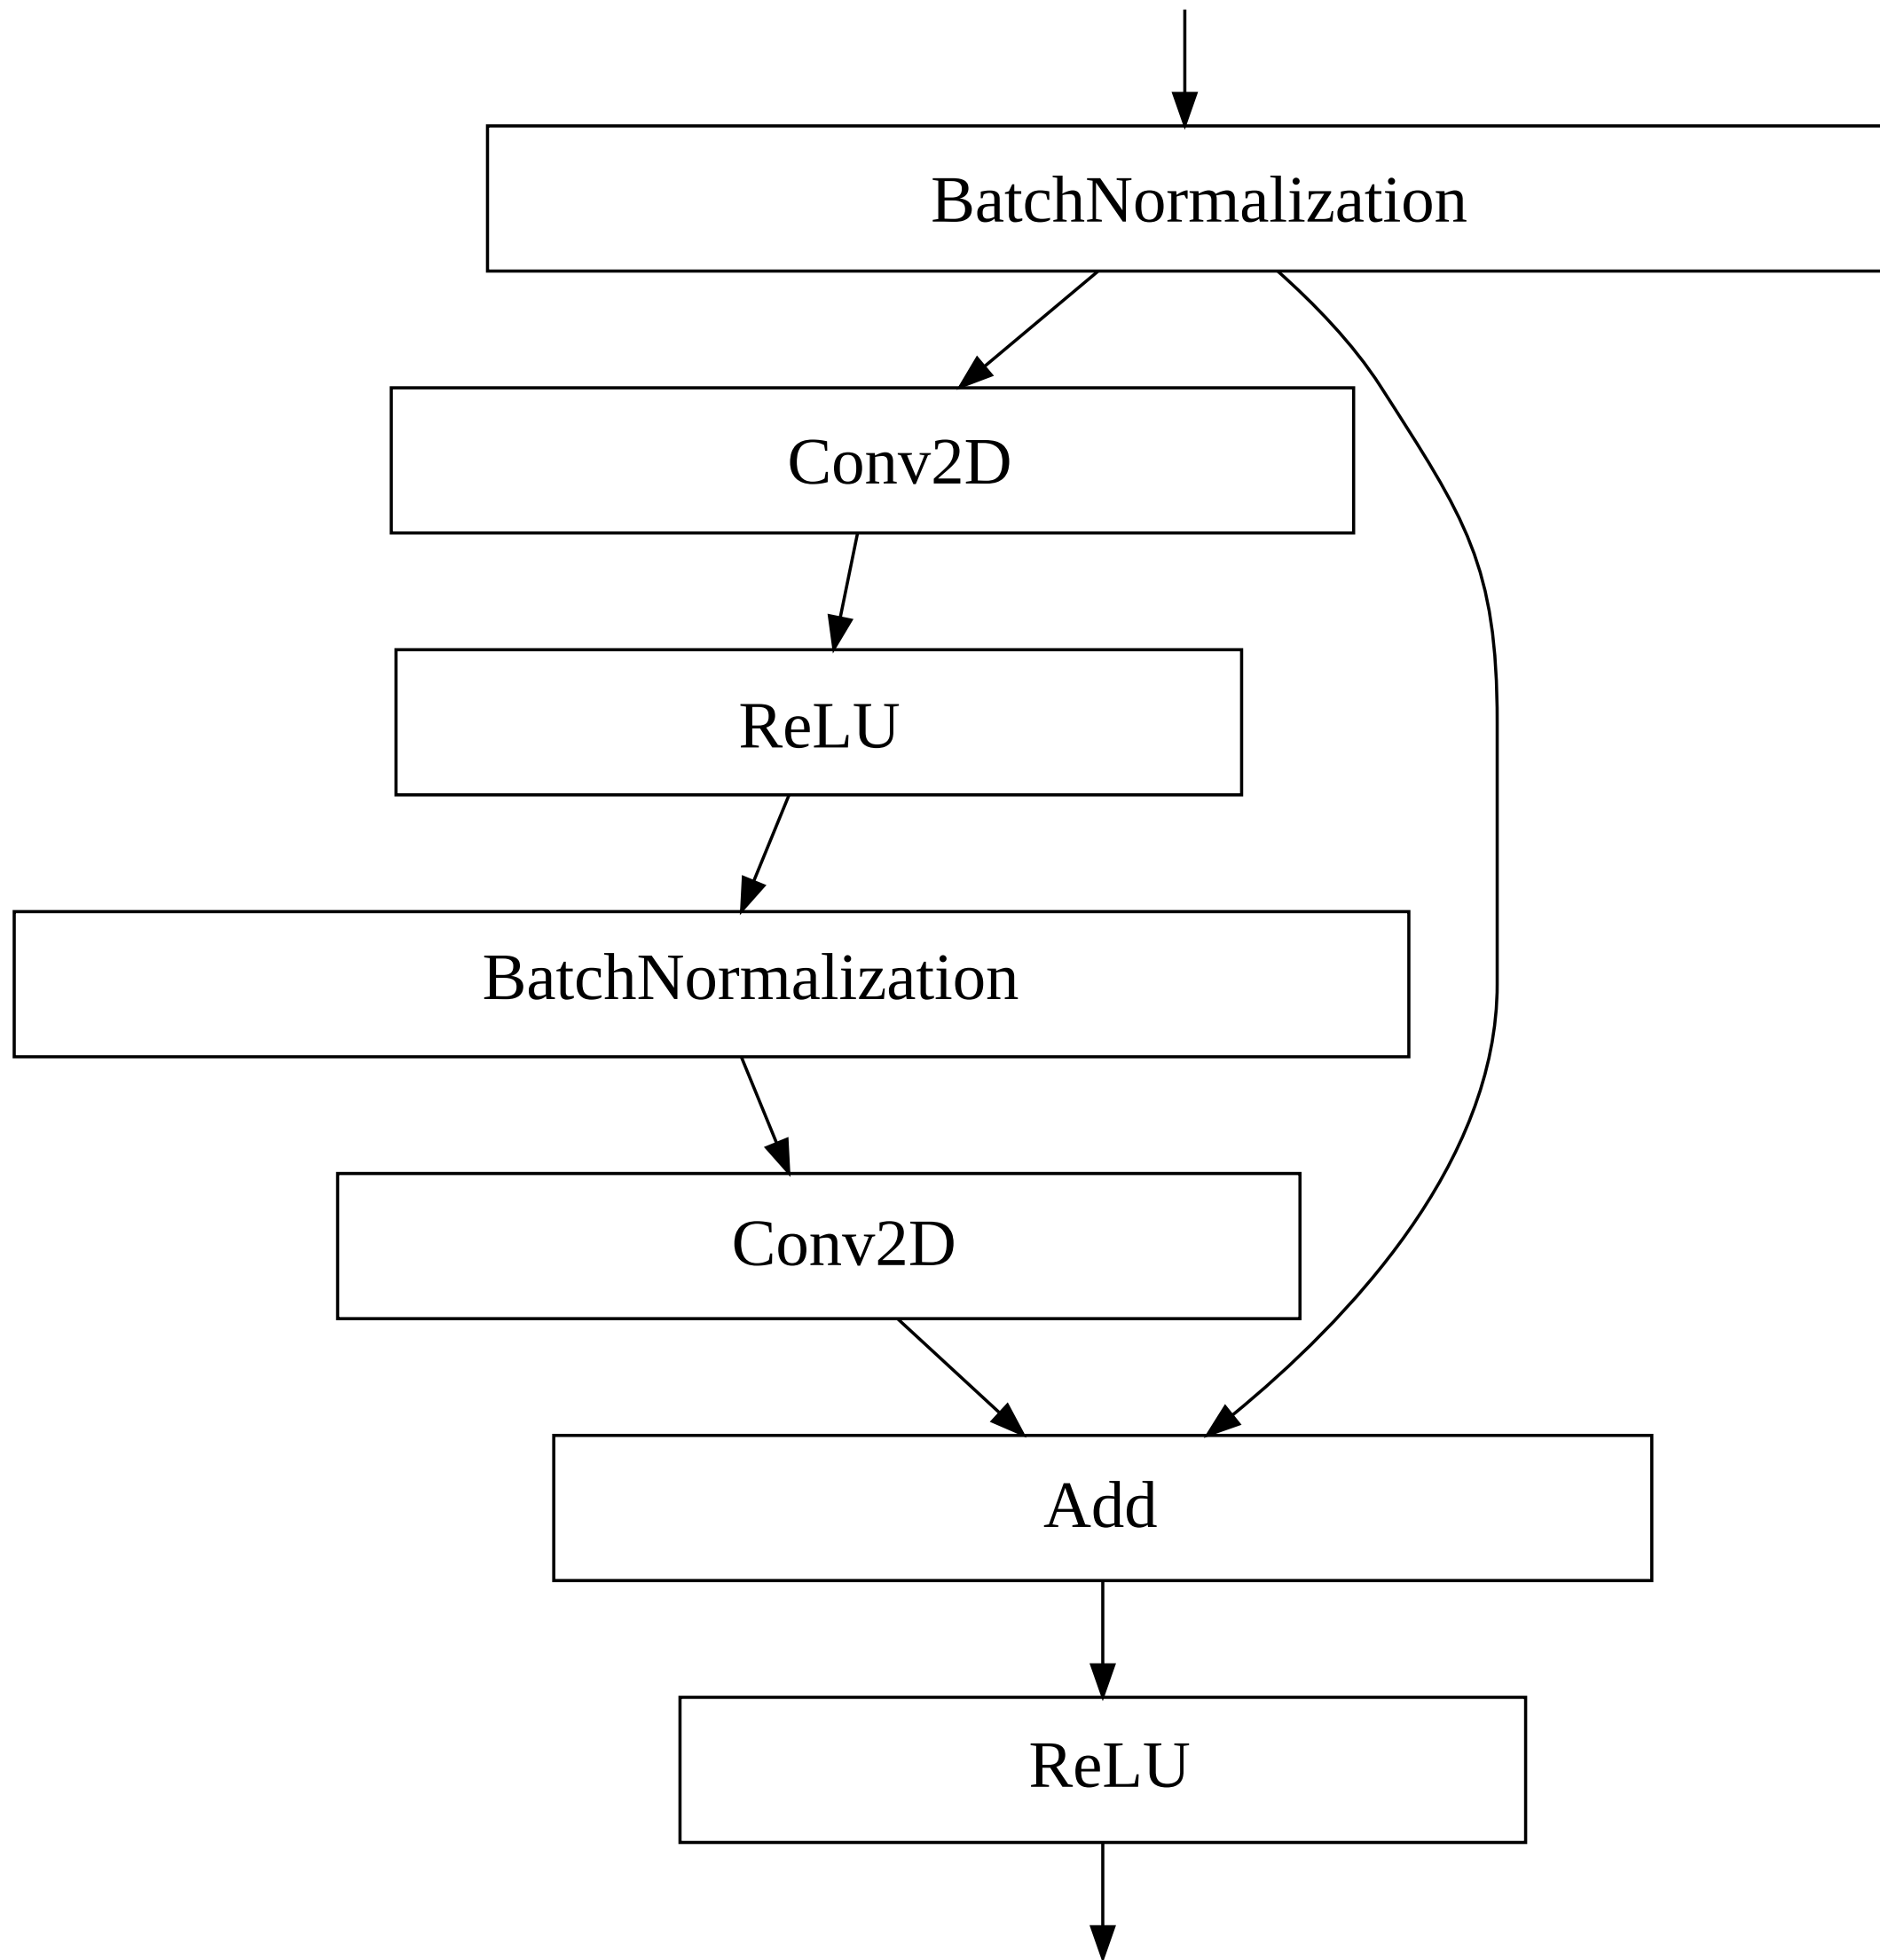 BatchNormalization
Conv2D
ReLU
BatchNormalization
Conv2D
Add
ReLU